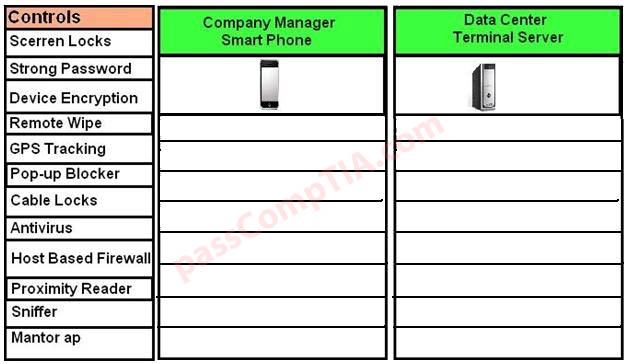 Controls
Scerren Locks
Strong Password
Device Encryption
Remote Wipe
GPS Tracking
Pop-up Blocker
Cable Locks
Antivirus
Host Based Firewall
Proximity Reader
Sniffer
Mantor ap
Company Manager
Smart Phone
Data Center
Terminal Server
passCompTIA.com